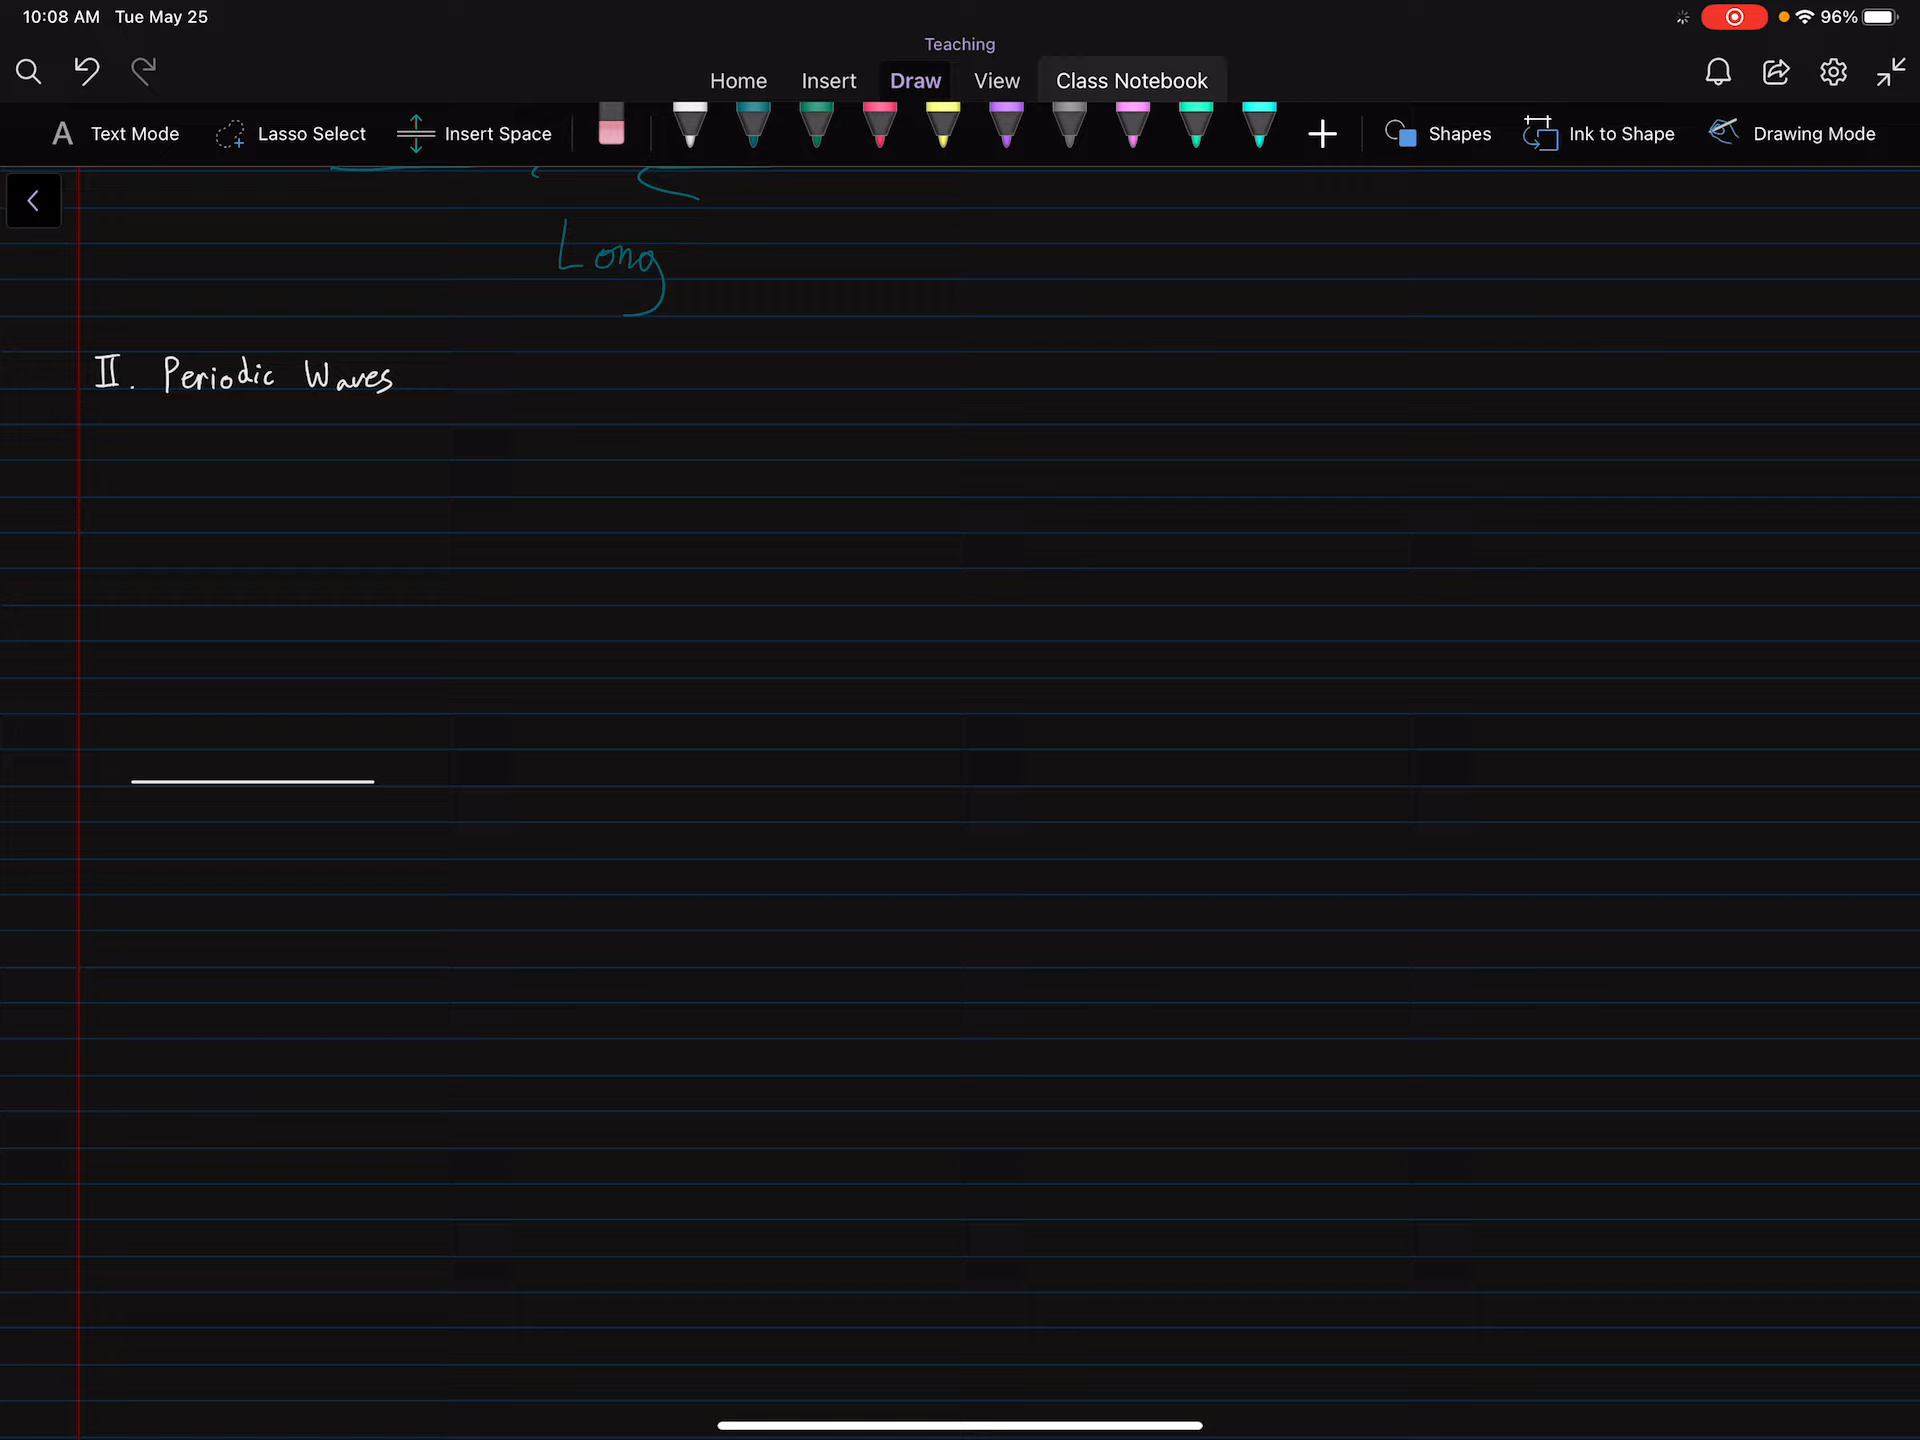 10:08 AM Tue May 25
96%
Teaching
Home Insert Draw View Class Notebook
Text Mode Lasso Select Insert Space Shapes Ink to Shape Drawing Mode
Long
II. Periodic Waves